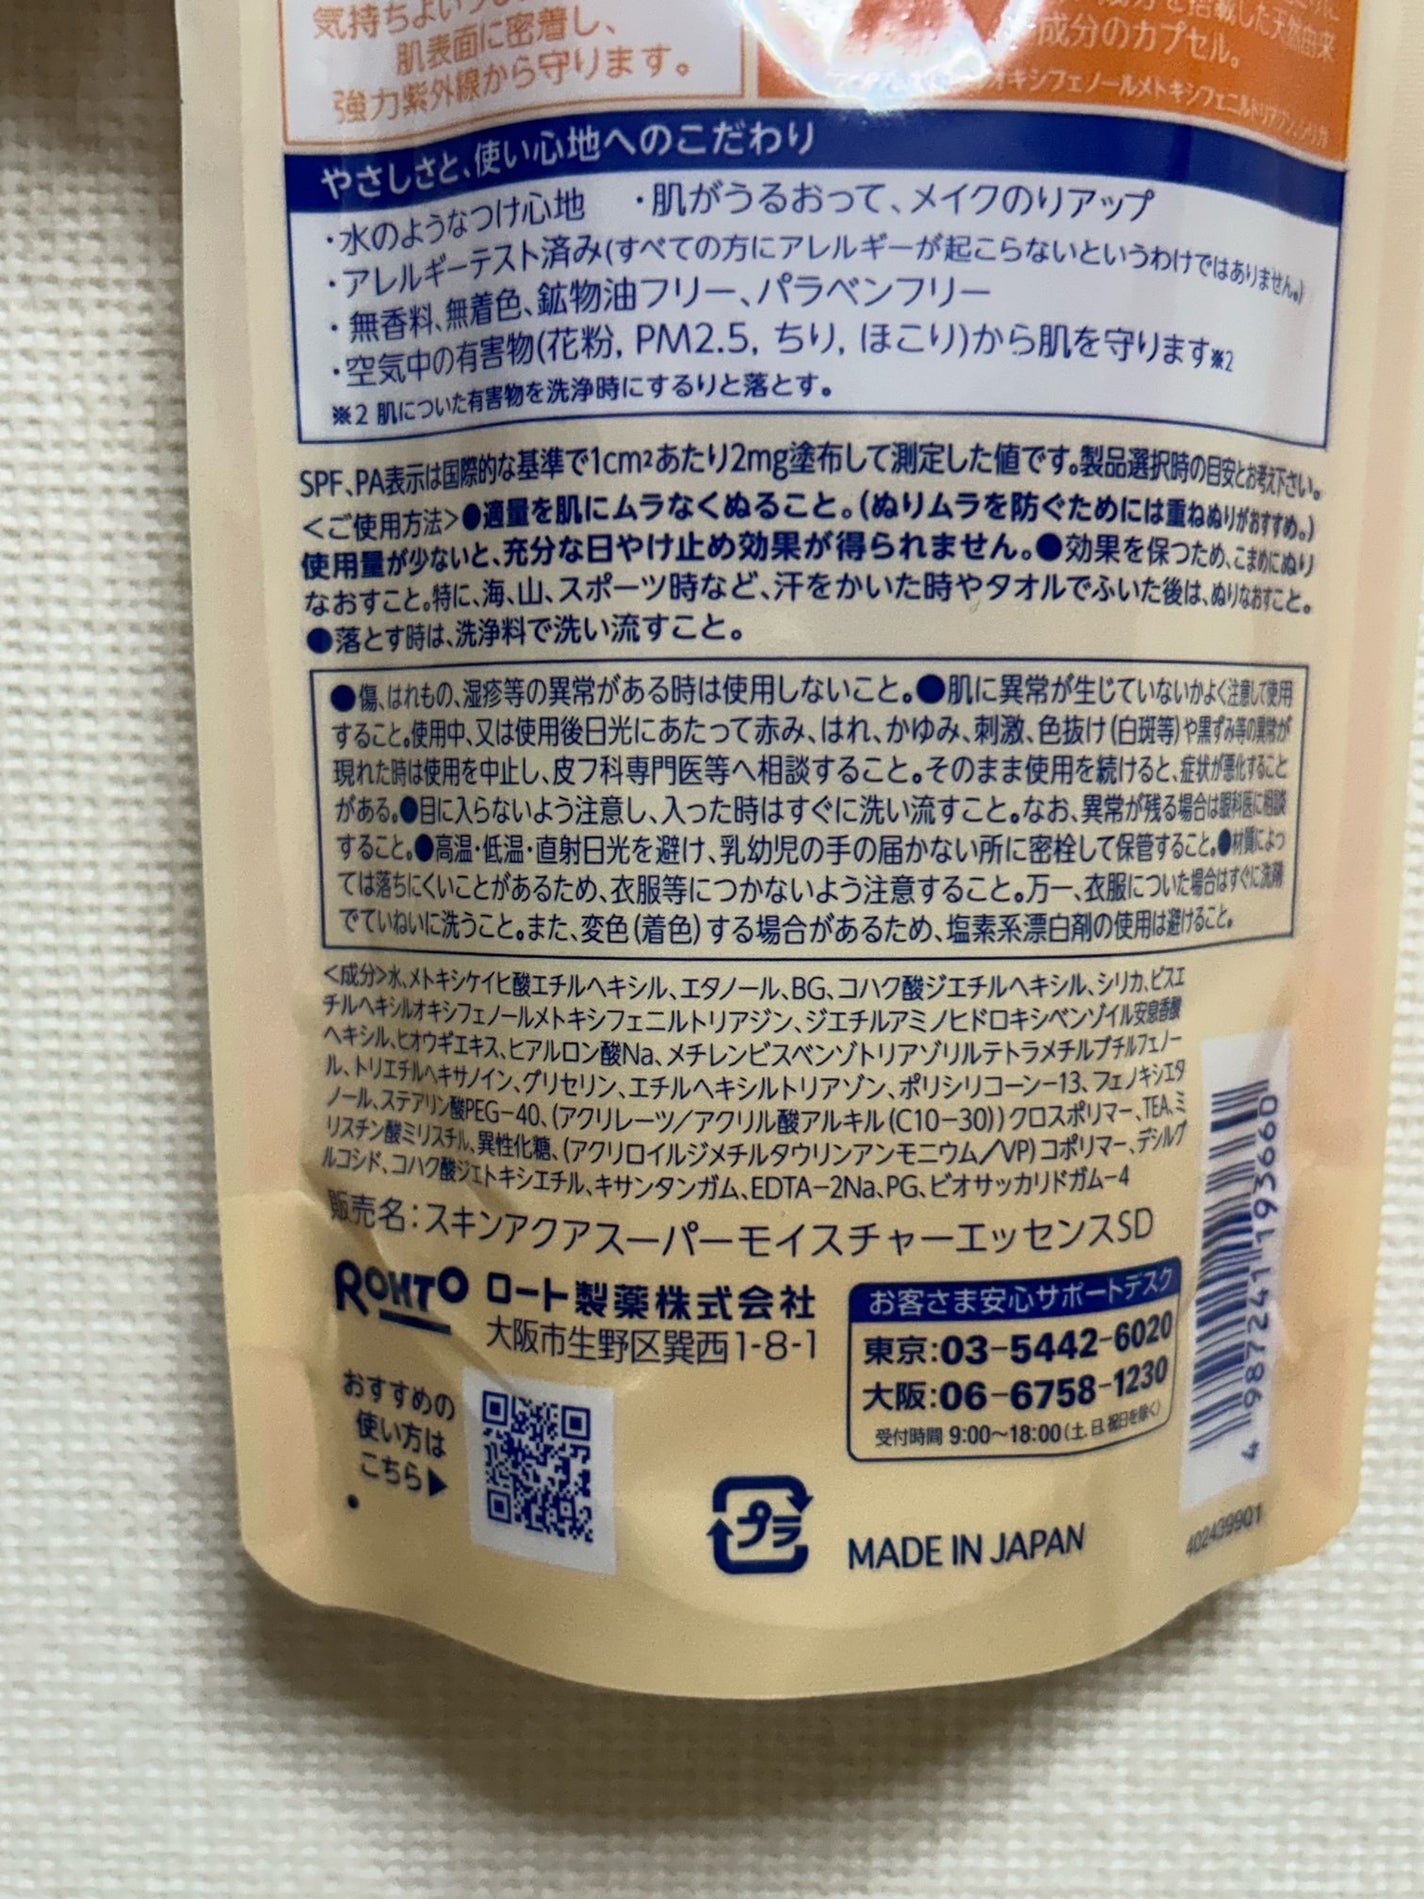 気持ちよい
肌表面に密着し、
強力紫外線から守ります。
を搭載した天然由来
成分のカプセル。
オキシフェノールメトキシフェニルトリアジン、シリカ
やさしさと、使い心地へのこだわり
・水のようなつけ心地 ・肌がうるおって、メイクのりアップ
・アレルギーテスト済み(すべての方にアレルギーが起こらないというわけではありません。)
・無香料、無着色、鉱物油フリー、パラベンフリー
・空気中の有害物(花粉, PM2.5, ちり, ほこり)から肌を守ります※2
※2 肌についた有害物を洗浄時にするりと落とす。
SPF、PA表示は国際的な基準で1cm²あたり2mg塗布して測定した値です。製品選択時の目安とお考え下さい。
＜ご使用方法＞●適量を肌にムラなくぬること。(ぬりムラを防ぐためには重ねぬりがおすすめ。)
使用量が少ないと、充分な日やけ止め効果が得られません。●効果を保つため、こまめにぬり
なおすこと。特に、海、山、スポーツ時など、汗をかいた時やタオルでふいた後は、ぬりなおすこと。
●落とす時は、洗浄料で洗い流すこと。
●傷、はれもの、湿疹等の異常がある時は使用しないこと。●肌に異常が生じていないかよく注意して使用
すること。使用中、又は使用後日光にあたって赤み、はれ、かゆみ、刺激、色抜け(白斑等)や黒ずみ等の異常が
現れた時は使用を中止し、皮フ科専門医等へ相談すること。そのまま使用を続けると、症状が悪化すること
がある。●目に入らないよう注意し、入った時はすぐに洗い流すこと。なお、異常が残る場合は眼科医に相談
すること。●高温・低温・直射日光を避け、乳幼児の手の届かない所に密栓して保管すること。●材質によっ
ては落ちにくいことがあるため、衣服等につかないよう注意すること。万一、衣服についた場合はすぐに洗剤
でていねいに洗うこと。また、変色(着色)する場合があるため、塩素系漂白剤の使用は避けること。
＜成分＞水、メトキシケイヒ酸エチルヘキシル、エタノール、BG、コハク酸ジエチルヘキシル、シリカ、ビスエ
チルヘキシルオキシフェノールメトキシフェニルトリアジン、ジエチルアミノヒドロキシベンゾイル安息香酸
ヘキシル、ヒオウギエキス、ヒアルロン酸Na、メチレンビスベンゾトリアゾリルテトラメチルブチルフェノー
ル、トリエチルヘキサノイン、グリセリン、エチルヘキシルトリアゾン、ポリシリコーン-13、フェノキシエタ
ノール、ステアリン酸PEG-40、(アクリレーツ／アクリル酸アルキル(C10-30))クロスポリマー、TEA、ミ
リスチン酸ミリスチル、異性化糖、(アクリロイルジメチルタウリンアンモニウム／VP)コポリマー、デシルグ
ルコシド、コハク酸ジエトキシエチル、キサンタンガム、EDTA-2Na、PG、ビオサッカリドガム-4
販売名：スキンアクアスーパーモイスチャーエッセンスSD
ROHTO ロート製薬株式会社
大阪市生野区巽西1-8-1
お客さま安心サポートデスク
東京:03-5442-6020
大阪:06-6758-1230
受付時間 9:00〜18:00(土、日、祝日を除く)
おすすめの
使い方は
こちら▶
プラ
MADE IN JAPAN
4 987241 193660
402439901